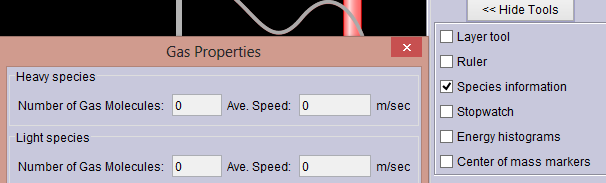 << Hide Tools
Gas Properties
Heavy species
Number of Gas Molecules: 0 Ave. Speed: 0 m/sec
Light species
Number of Gas Molecules: 0 Ave. Speed: 0 m/sec
Layer tool
Ruler
Species information
Stopwatch
Energy histograms
Center of mass markers